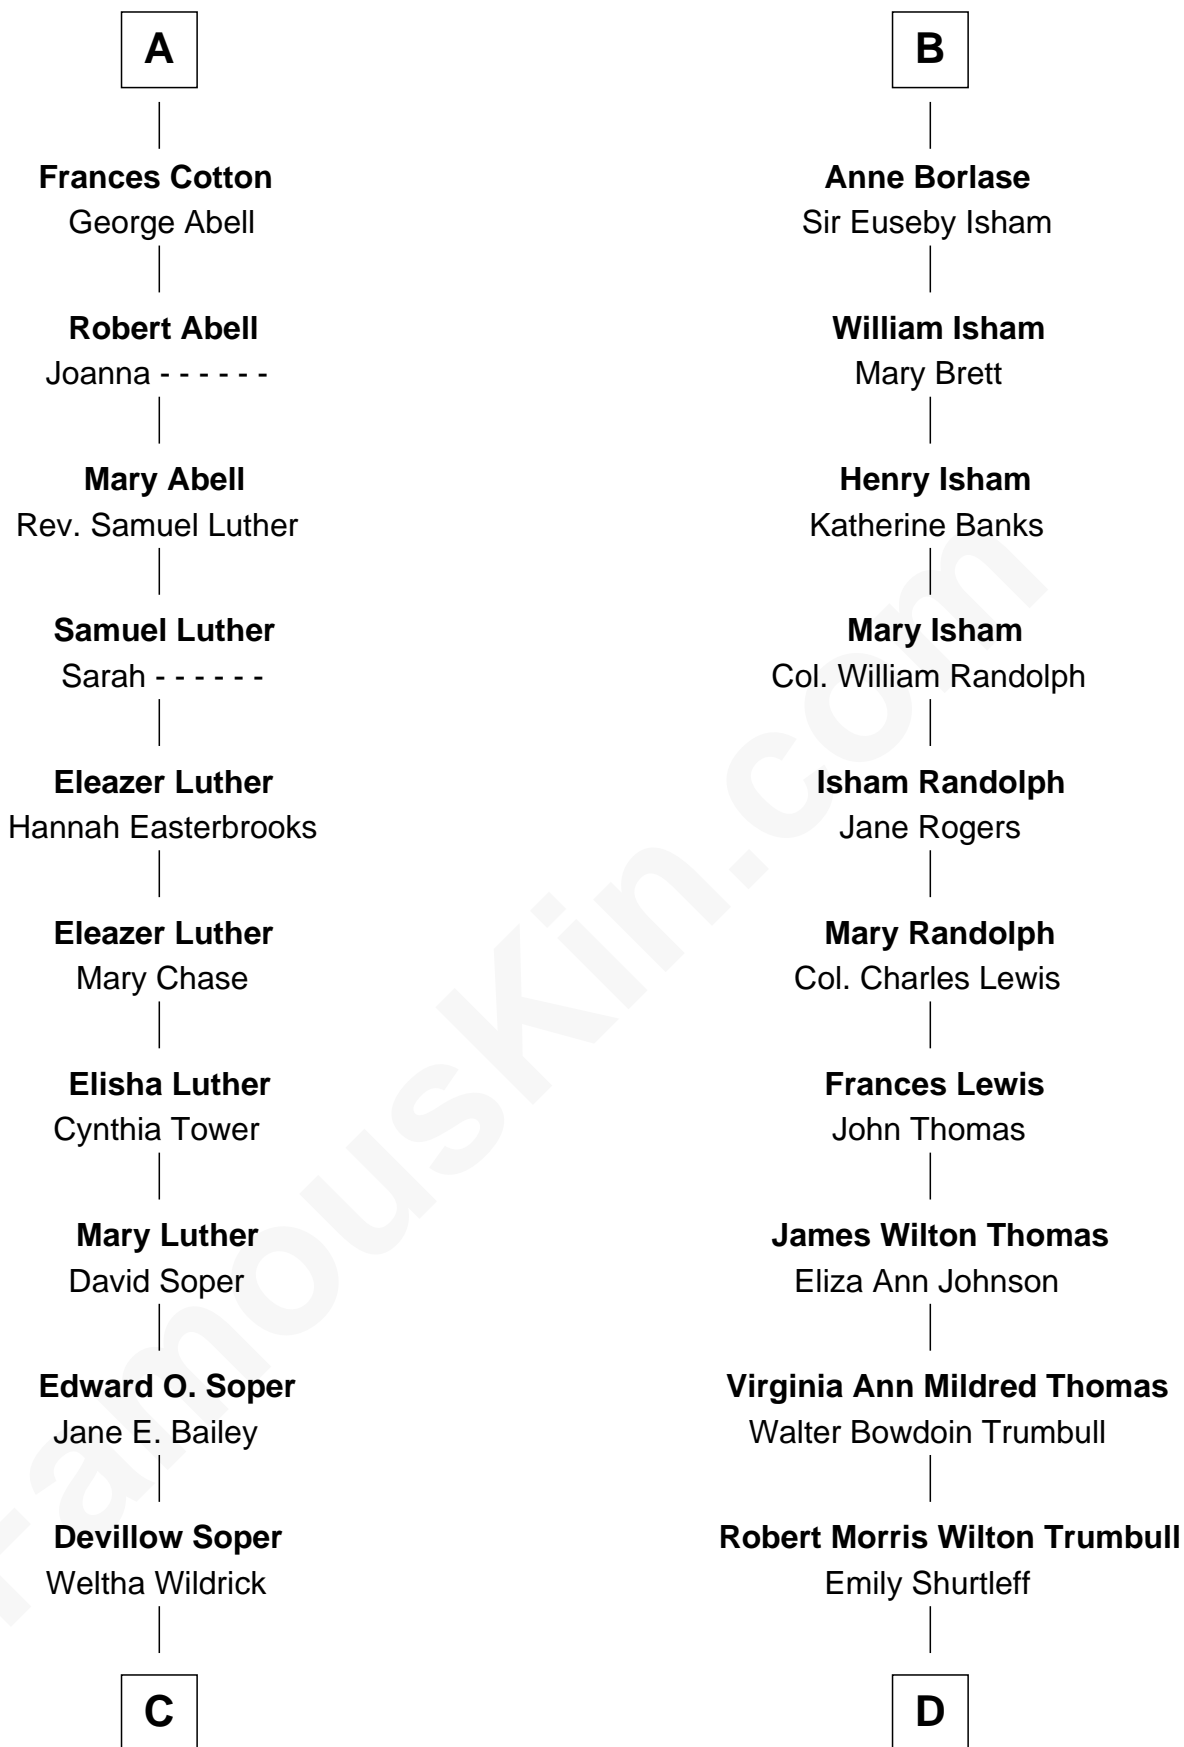 A
Frances Cotton
George Abell
Robert Abell
Joanna - - - - - -
Mary Abell
Rev. Samuel Luther
Samuel Luther
Sarah - - - - - -
Eleazer Luther
Hannah Easterbrooks
Eleazer Luther
Mary Chase
Elisha Luther
Cynthia Tower
Mary Luther
David Soper
Edward O. Soper
Jane E. Bailey
Devillow Soper
Weltha Wildrick
C
B
Anne Borlase
Sir Euseby Isham
William Isham
Mary Brett
Henry Isham
Katherine Banks
Mary Isham
Col. William Randolph
Isham Randolph
Jane Rogers
Mary Randolph
Col. Charles Lewis
Frances Lewis
John Thomas
James Wilton Thomas
Eliza Ann Johnson
Virginia Ann Mildred Thomas
Walter Bowdoin Trumbull
Robert Morris Wilton Trumbull
Emily Shurtleff
D
FamousKin.com